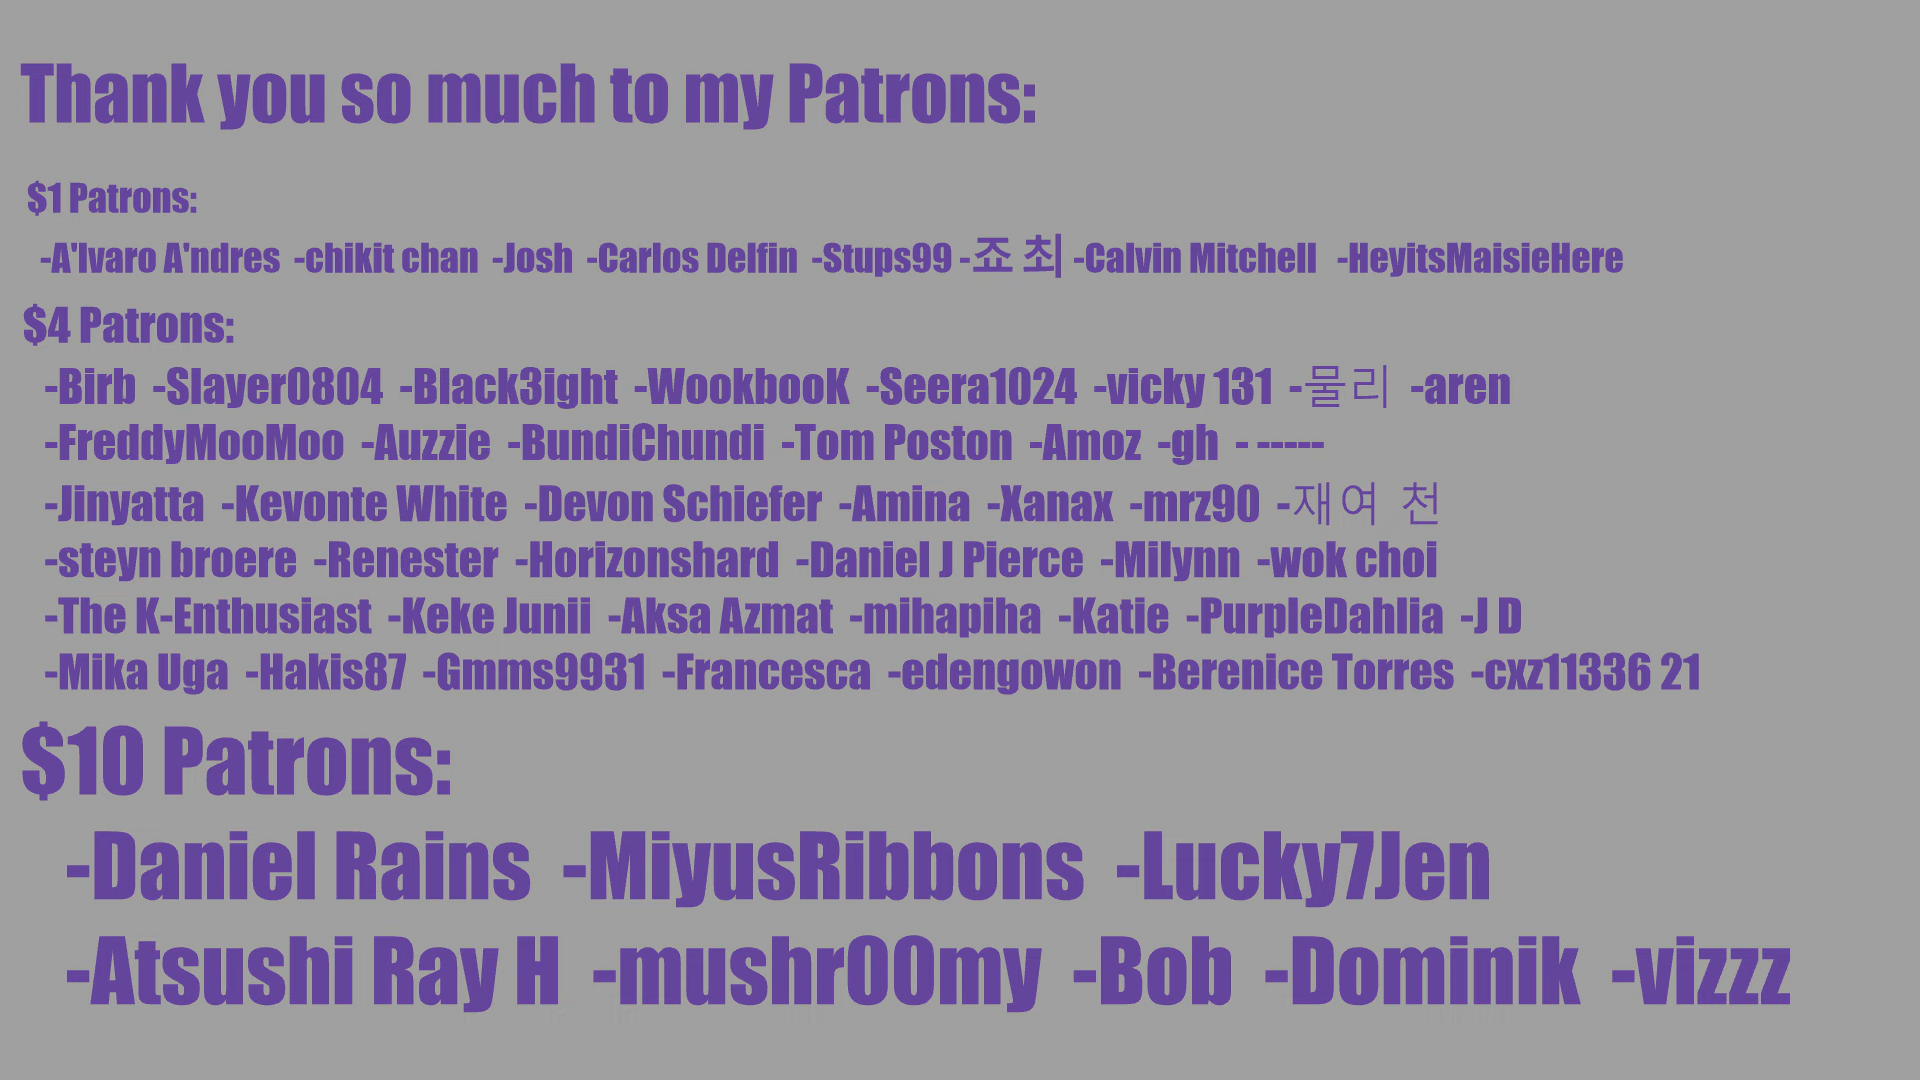 Thank you so much to my Patrons:
$1 Patrons:
-A'lvaro A'ndres -chikit chan -Josh -Carlos Delfin -Stups99 -죠 최 -Calvin Mitchell -HeyitsMaisieHere
$4 Patrons:
-Birb -Slayer0804 -Black3ight -WookbooK -Seera1024 -vicky 131 -물리 -aren
-FreddyMooMoo -Auzzie -BundiChundi -Tom Poston -Amoz -gh - -----
-Jinyatta -Kevonte White -Devon Schiefer -Amina -Xanax -mrz90 -재여 천
-steyn broere -Renester -Horizonshard -Daniel J Pierce -Milynn -wok choi
-The K-Enthusiast -Keke Junii -Aksa Azmat -mihapiha -Katie -PurpleDahlia -J D
-Mika Uga -Hakis87 -Gmms9931 -Francesca -edengowon -Berenice Torres -cxz11336 21
$10 Patrons:
-Daniel Rains -MiyusRibbons -Lucky7Jen
-Atsushi Ray H -mushr00my -Bob -Dominik -vizzz